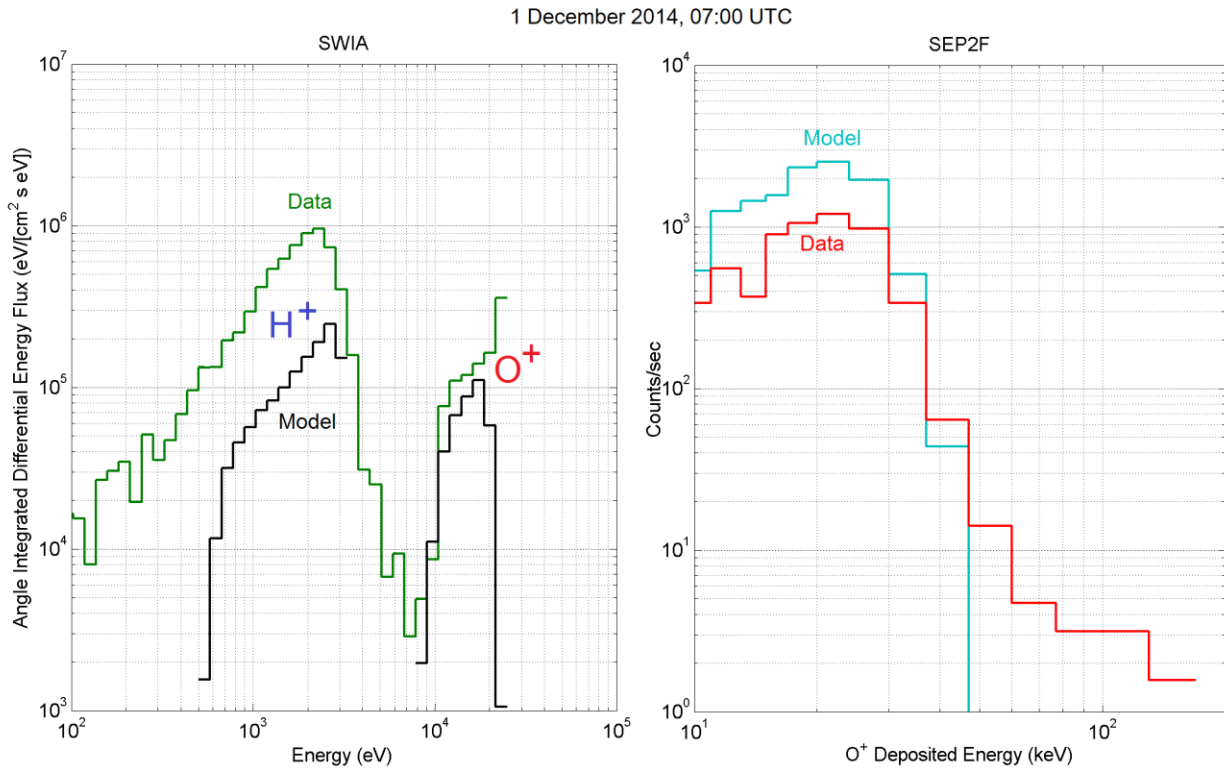 1 December 2014, 07:00 UTC
SWIA
Angle Integrated Differential Energy Flux (eV/[cm² s eV])
10⁷
10⁶
10⁵
10⁴
10³
Data
H⁺
Model
O⁺
10² 10³ 10⁴ 10⁵
Energy (eV)
SEP2F
Counts/sec
10⁴
10³
10²
10¹
10⁰
Model
Data
10 10²
O⁺ Deposited Energy (keV)